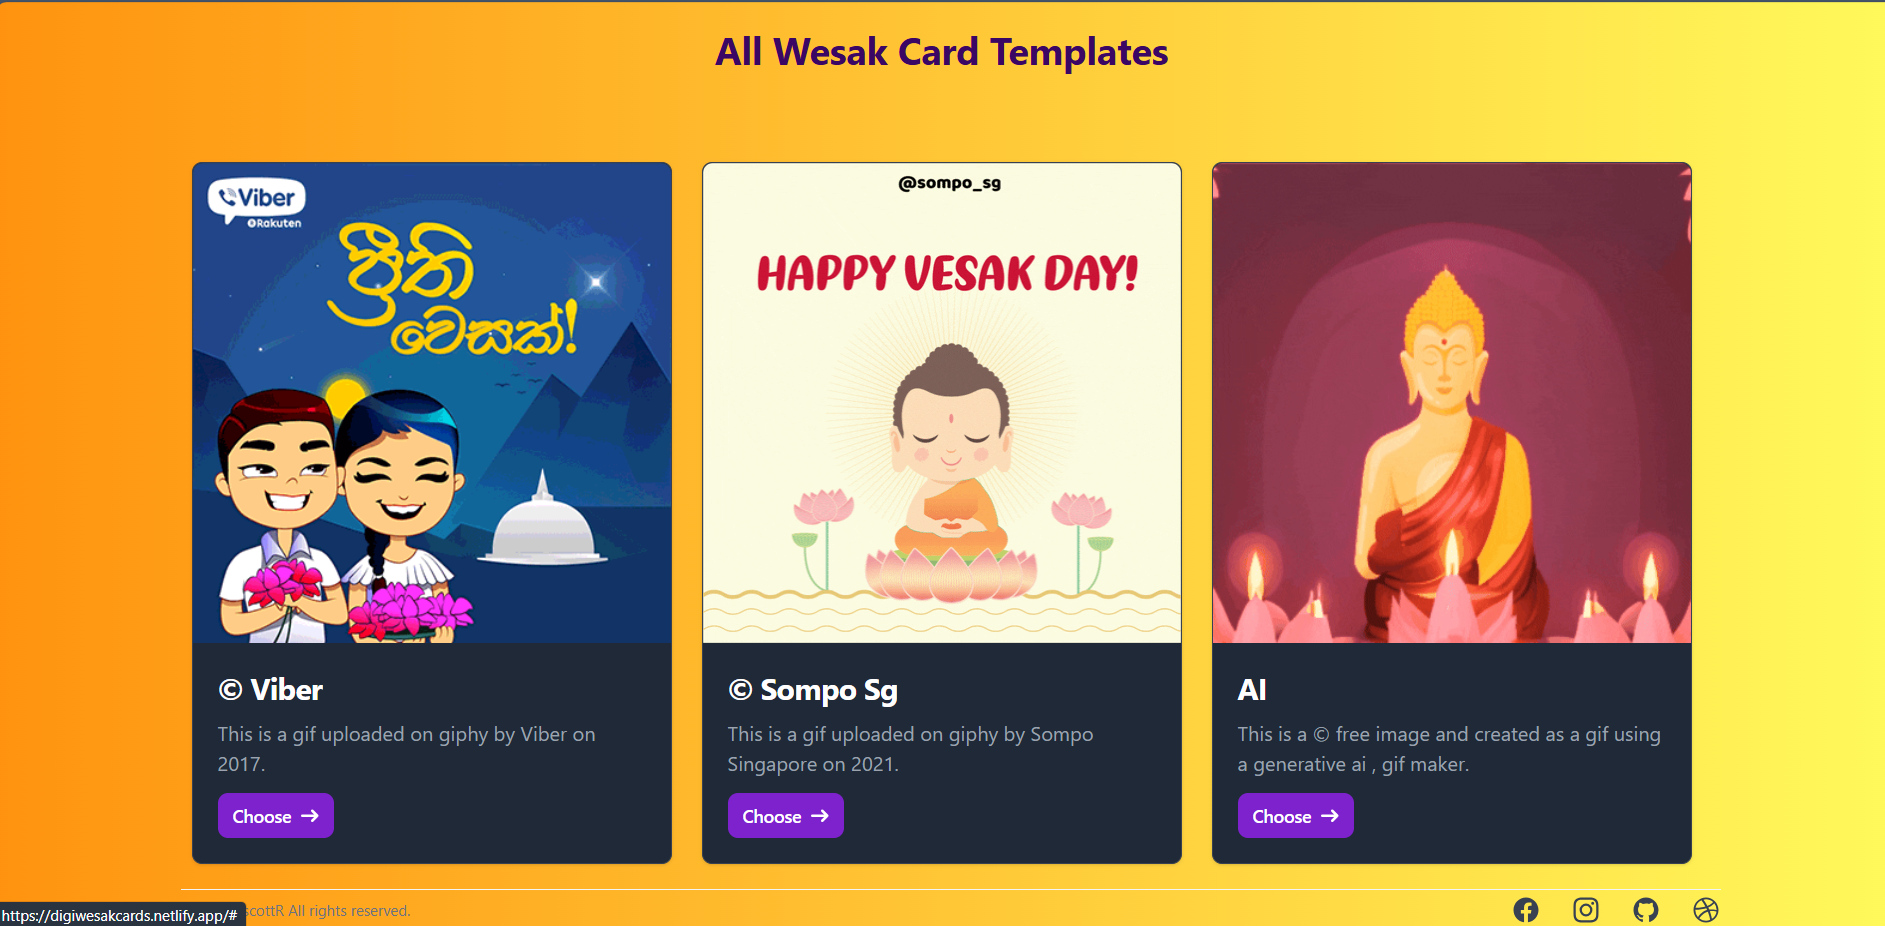 All Wesak Card Templates
Viber
Rakuten
ප්‍රීති
වෙසක්!
@sompo_sg
HAPPY VESAK DAY!
© Viber
This is a gif uploaded on giphy by Viber on
2017.
Choose →
© Sompo Sg
This is a gif uploaded on giphy by Sompo
Singapore on 2021.
Choose →
AI
This is a © free image and created as a gif using
a generative ai , gif maker.
Choose →
scottR All rights reserved.
https://digiwesakcards.netlify.app/#